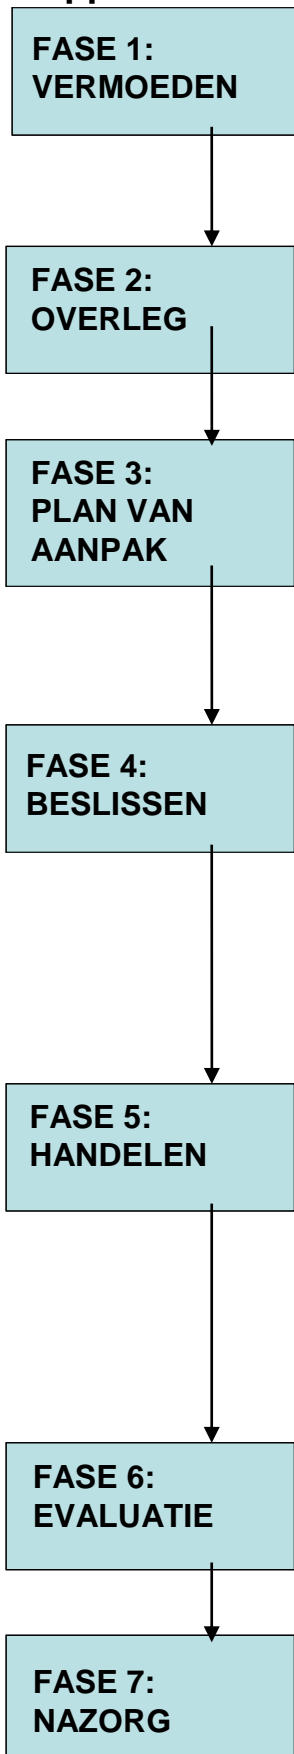 FASE 1:
VERMOEDEN
FASE 2:
OVERLEG
FASE 3:
PLAN VAN
AANPAK
FASE 4:
BESLISSEN
FASE 5:
HANDELEN
FASE 6:
EVALUATIE
FASE 7:
NAZORG